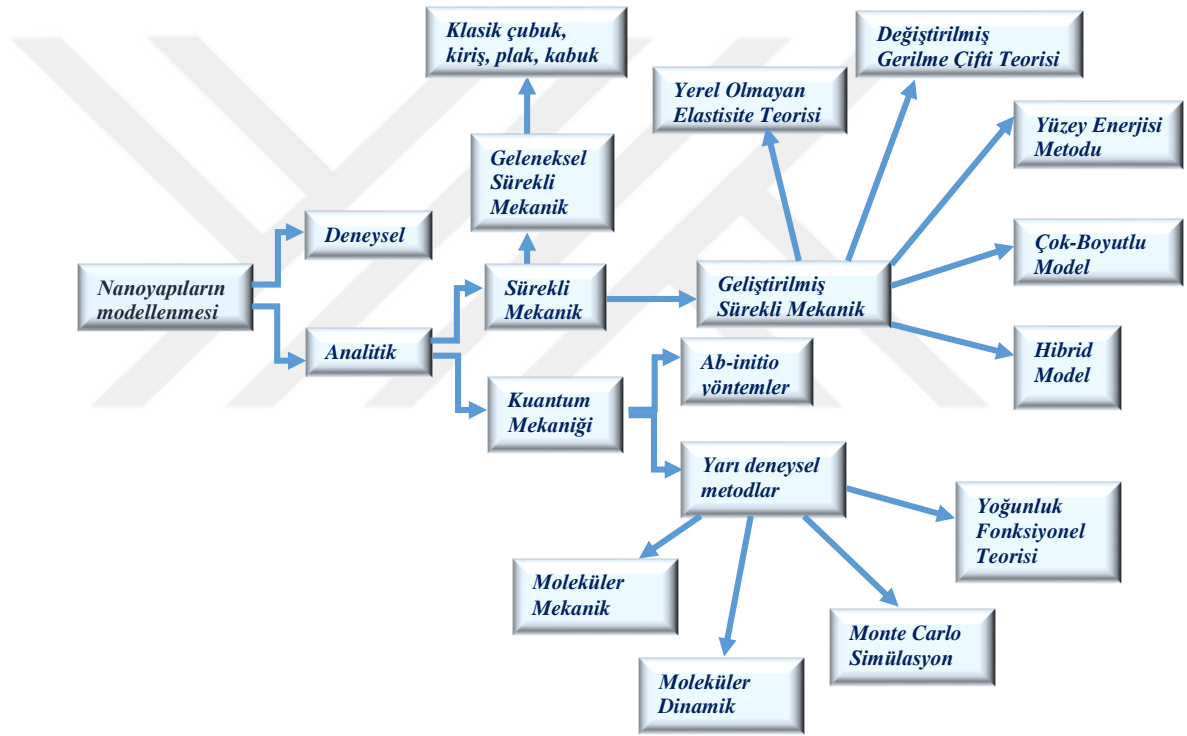 Klasik çubuk,
kiriş, plak, kabuk
Değiştirilmiş
Gerilme Çifti Teorisi
Yerel Olmayan
Elastisite Teorisi
Yüzey Enerjisi
Metodu
Geleneksel
Sürekli
Mekanik
Deneysel
Çok-Boyutlu
Model
Nanoyapıların
modellenmesi
Sürekli
Mekanik
Geliştirilmiş
Sürekli Mekanik
Analitik
Hibrid
Model
Ab-initio
yöntemler
Kuantum
Mekaniği
Yarı deneysel
metodlar
Yoğunluk
Fonksiyonel
Teorisi
Moleküler
Mekanik
Monte Carlo
Simülasyon
Moleküler
Dinamik